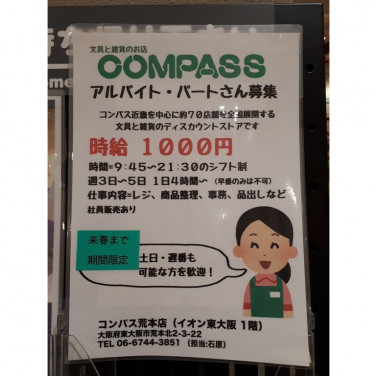 文具と雑貨のお店
COMPASS
アルバイト・パートさん募集
コンパス近畿を中心に約70店舗を全国展開する
文具と雑貨のディスカウントストアです
時給 1000円
時間=9:45~21:30のシフト制
週3日~5日 1日4時間~ (早番のみは不可)
仕事内容=レジ、商品整理、事務、品出しなど
社員販売あり
来春まで
期間限定
土日・遅番も
可能な方を歓迎!
コンパス荒本店(イオン東大阪 1階)
大阪府東大阪市荒本北2-3-22
TEL 06-6744-3851 (担当:石原)